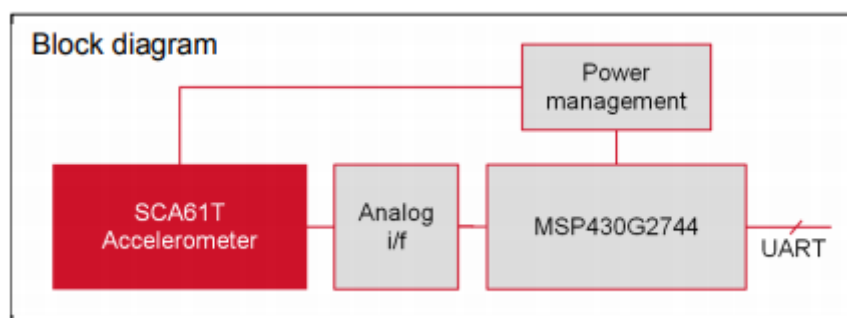 Block diagram
Power
management
SCA61T
Accelerometer
Analog
i/f
MSP430G2744
UART